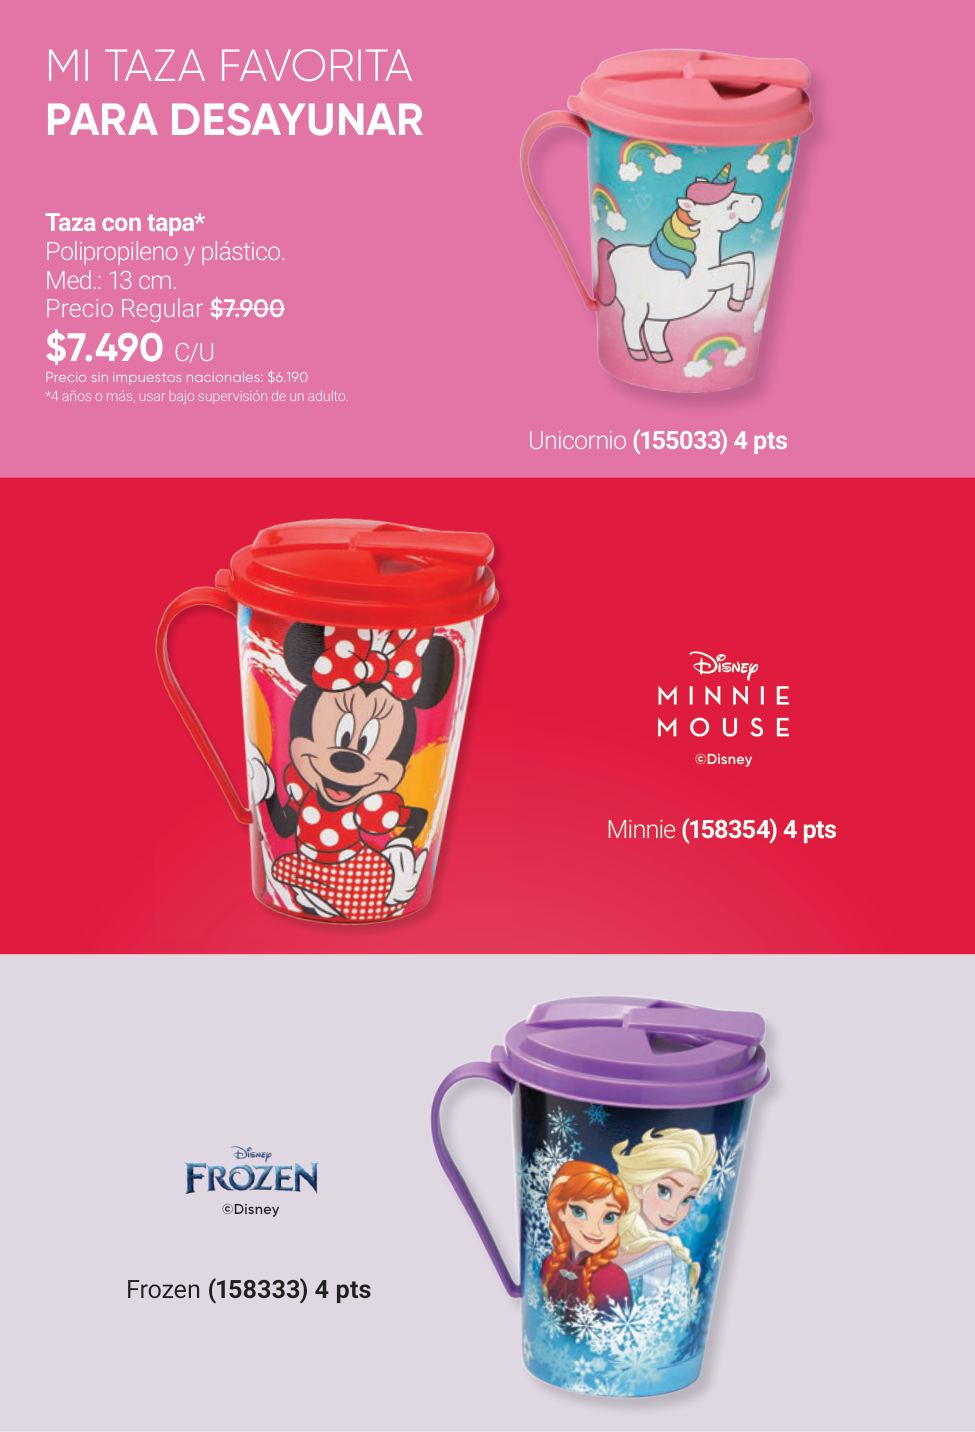 MI TAZA FAVORITA
PARA DESAYUNAR
Taza con tapa*
Polipropileno y plástico.
Med.: 13 cm.
Precio Regular $7.900
$7.490 C/U
Precio sin impuestos nacionales: $6.190
*4 años o más, usar bajo supervisión de un adulto.
Unicornio (155033) 4 pts
Disney
MINNIE
MOUSE
©Disney
Minnie (158354) 4 pts
Disney
FROZEN
©Disney
Frozen (158333) 4 pts